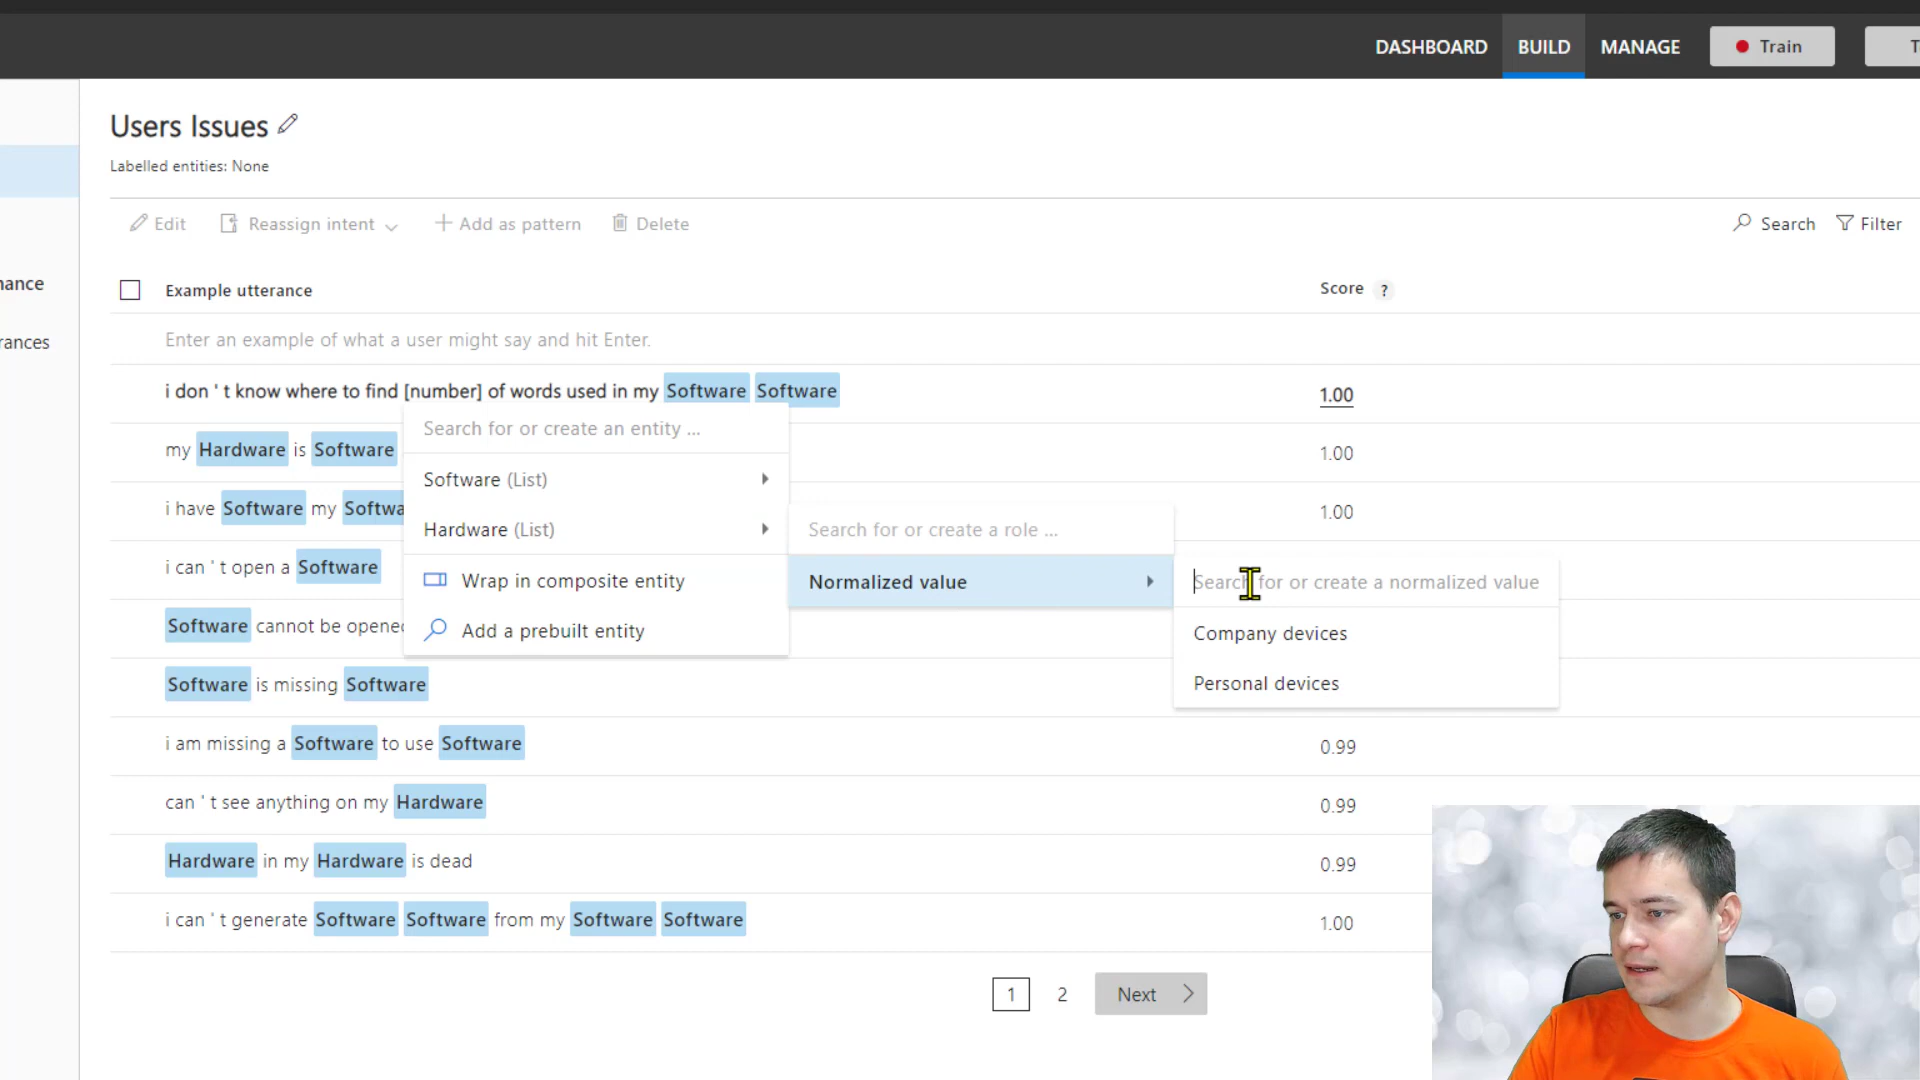 DASHBOARD BUILD MANAGE Train T
Users Issues
Labelled entities: None
Edit Reassign intent Add as pattern Delete Search Filter
Example utterance Score ?
Enter an example of what a user might say and hit Enter.
i don ' t know where to find [number] of words used in my Software Software 1.00
Search for or create an entity ...
my Hardware is Software 1.00
Software (List)
i have Software my Softwa 1.00
Hardware (List) Search for or create a role ...
i can ' t open a Software
Wrap in composite entity Normalized value Search for or create a normalized value
Software cannot be opened
Add a prebuilt entity Company devices
Software is missing Software Personal devices
i am missing a Software to use Software 0.99
can ' t see anything on my Hardware 0.99
Hardware in my Hardware is dead 0.99
i can ' t generate Software Software from my Software Software 1.00
1 2 Next
nance
rances